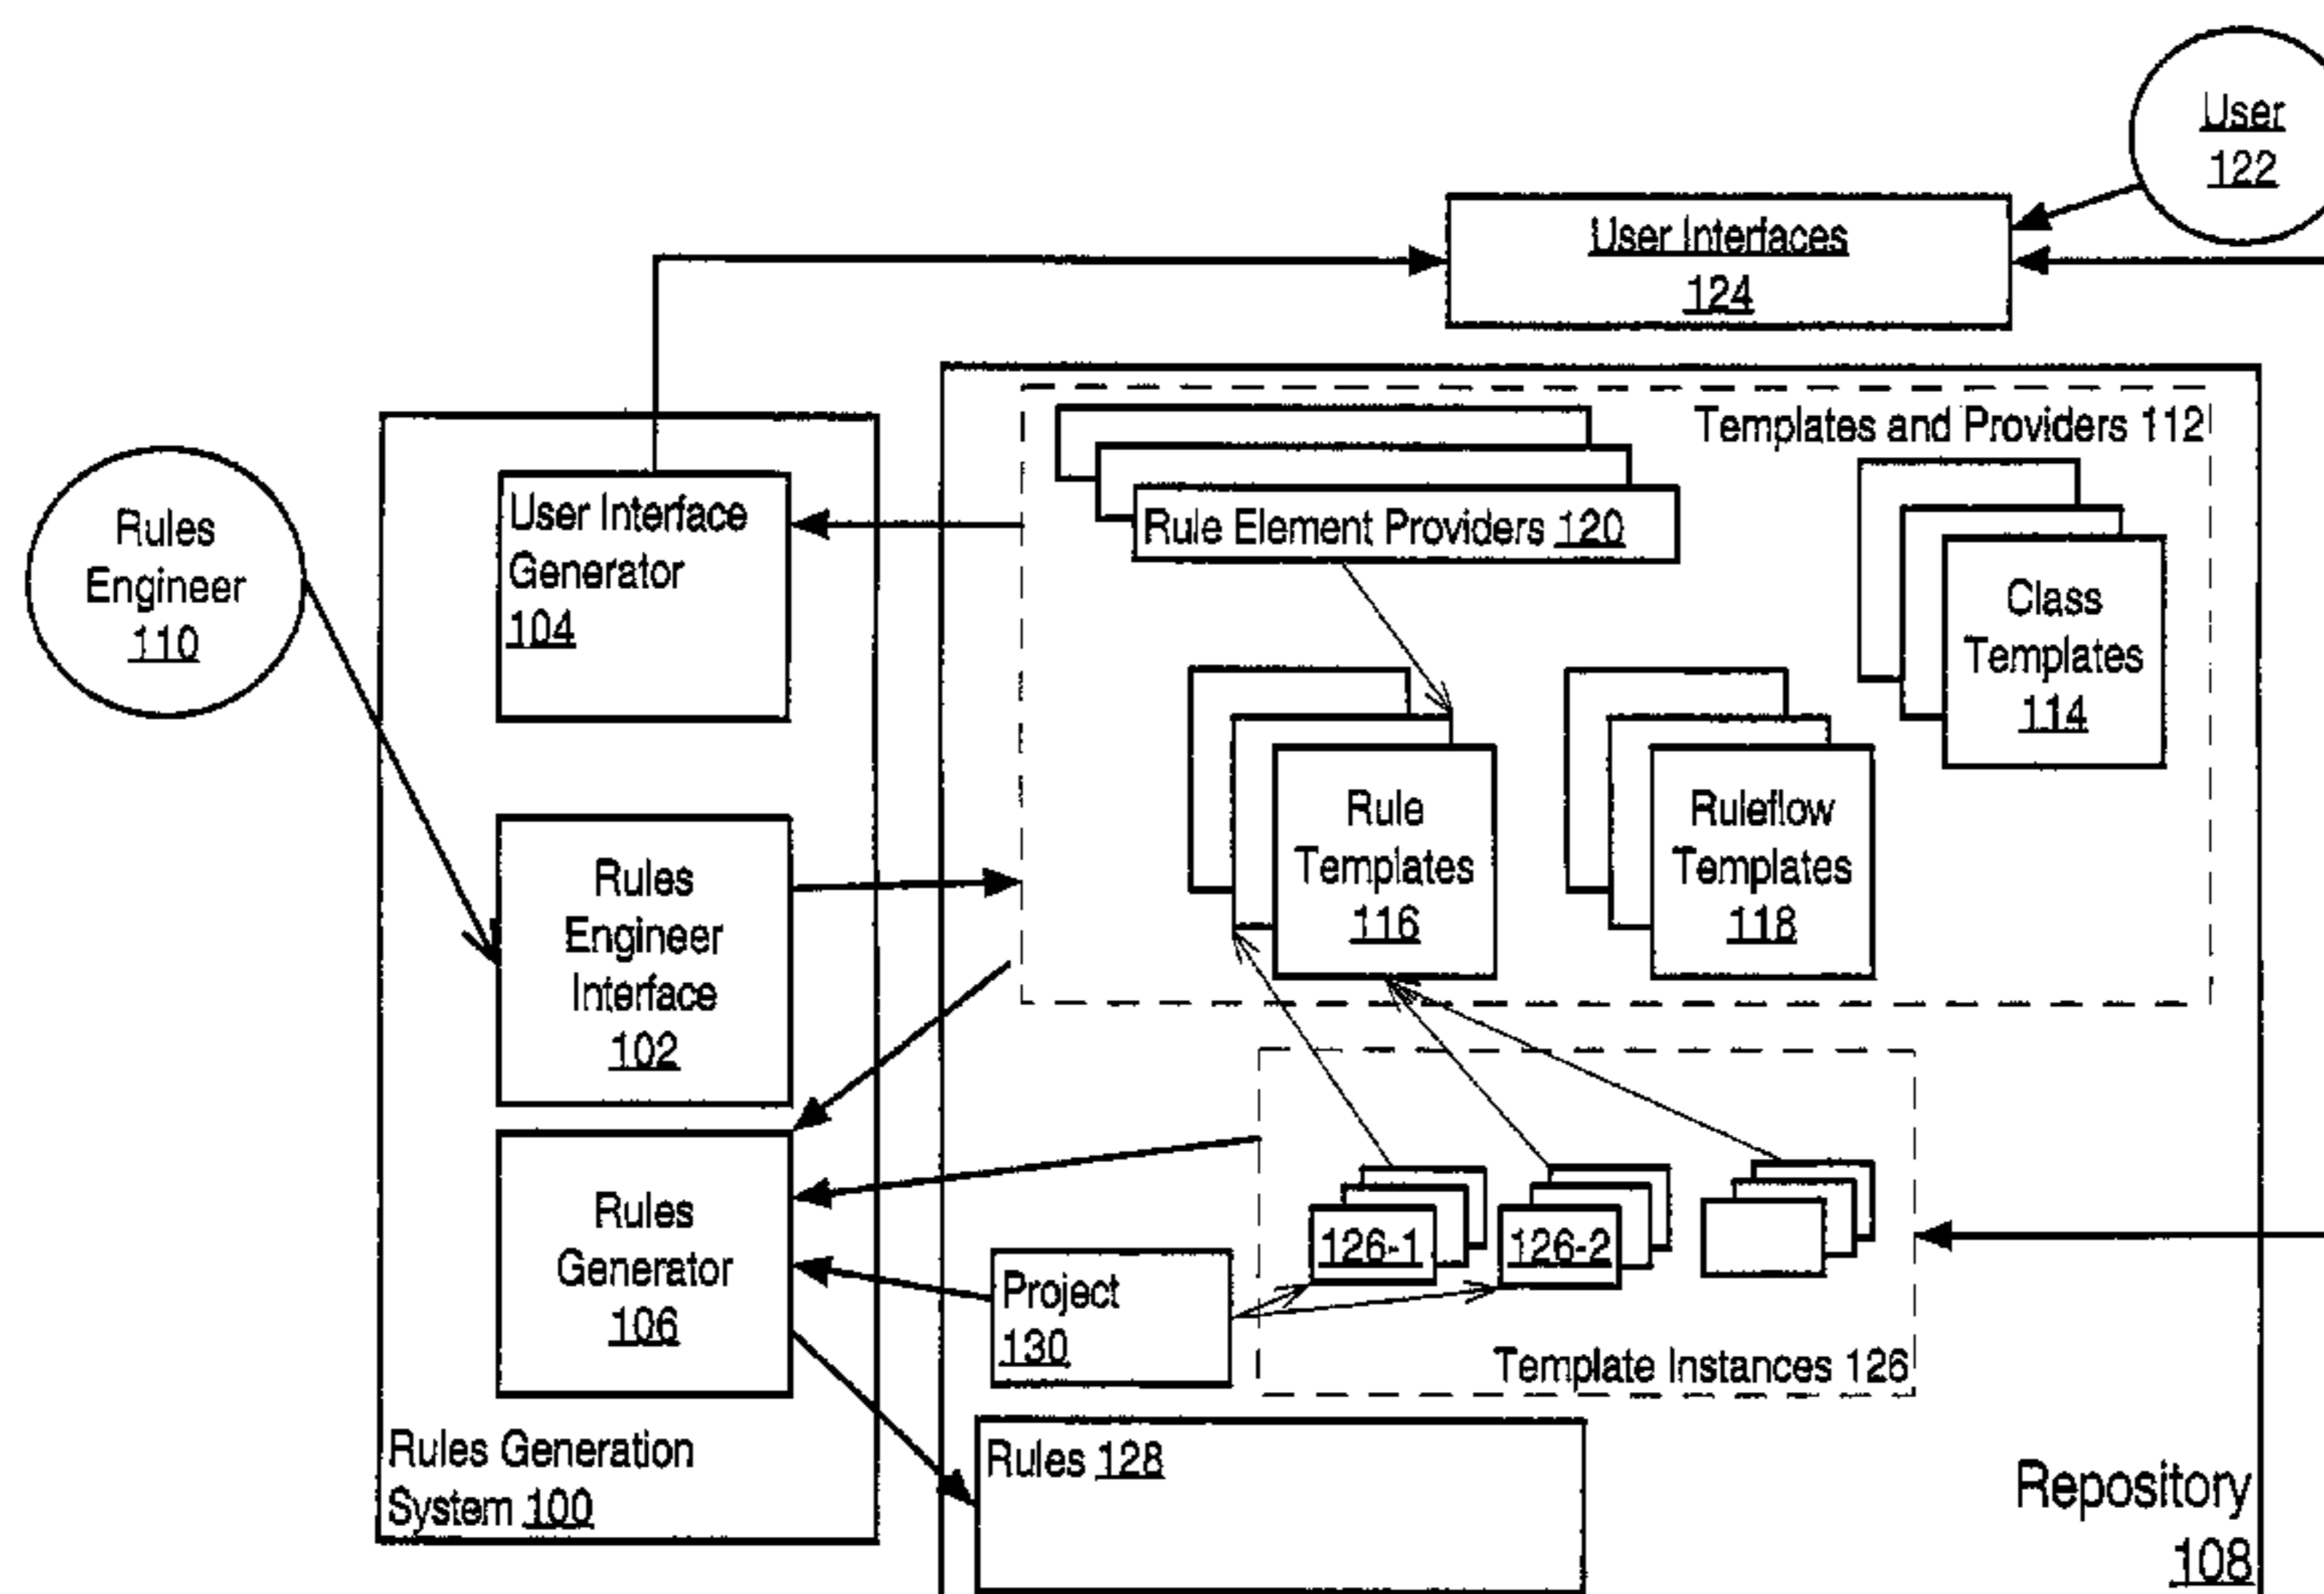 User
122
User Interfaces
124
Templates and Providers 112
Rules
Engineer
110
User Interface
Generator
104
Rule Element Providers 120
Class
Templates
114
Rules
Engineer
Interface
102
Rule
Templates
116
Ruleflow
Templates
118
Rules
Generator
106
Project
130
126-1
126-2
Template Instances 126
Rules Generation
System 100
Rules 128
Repository
108